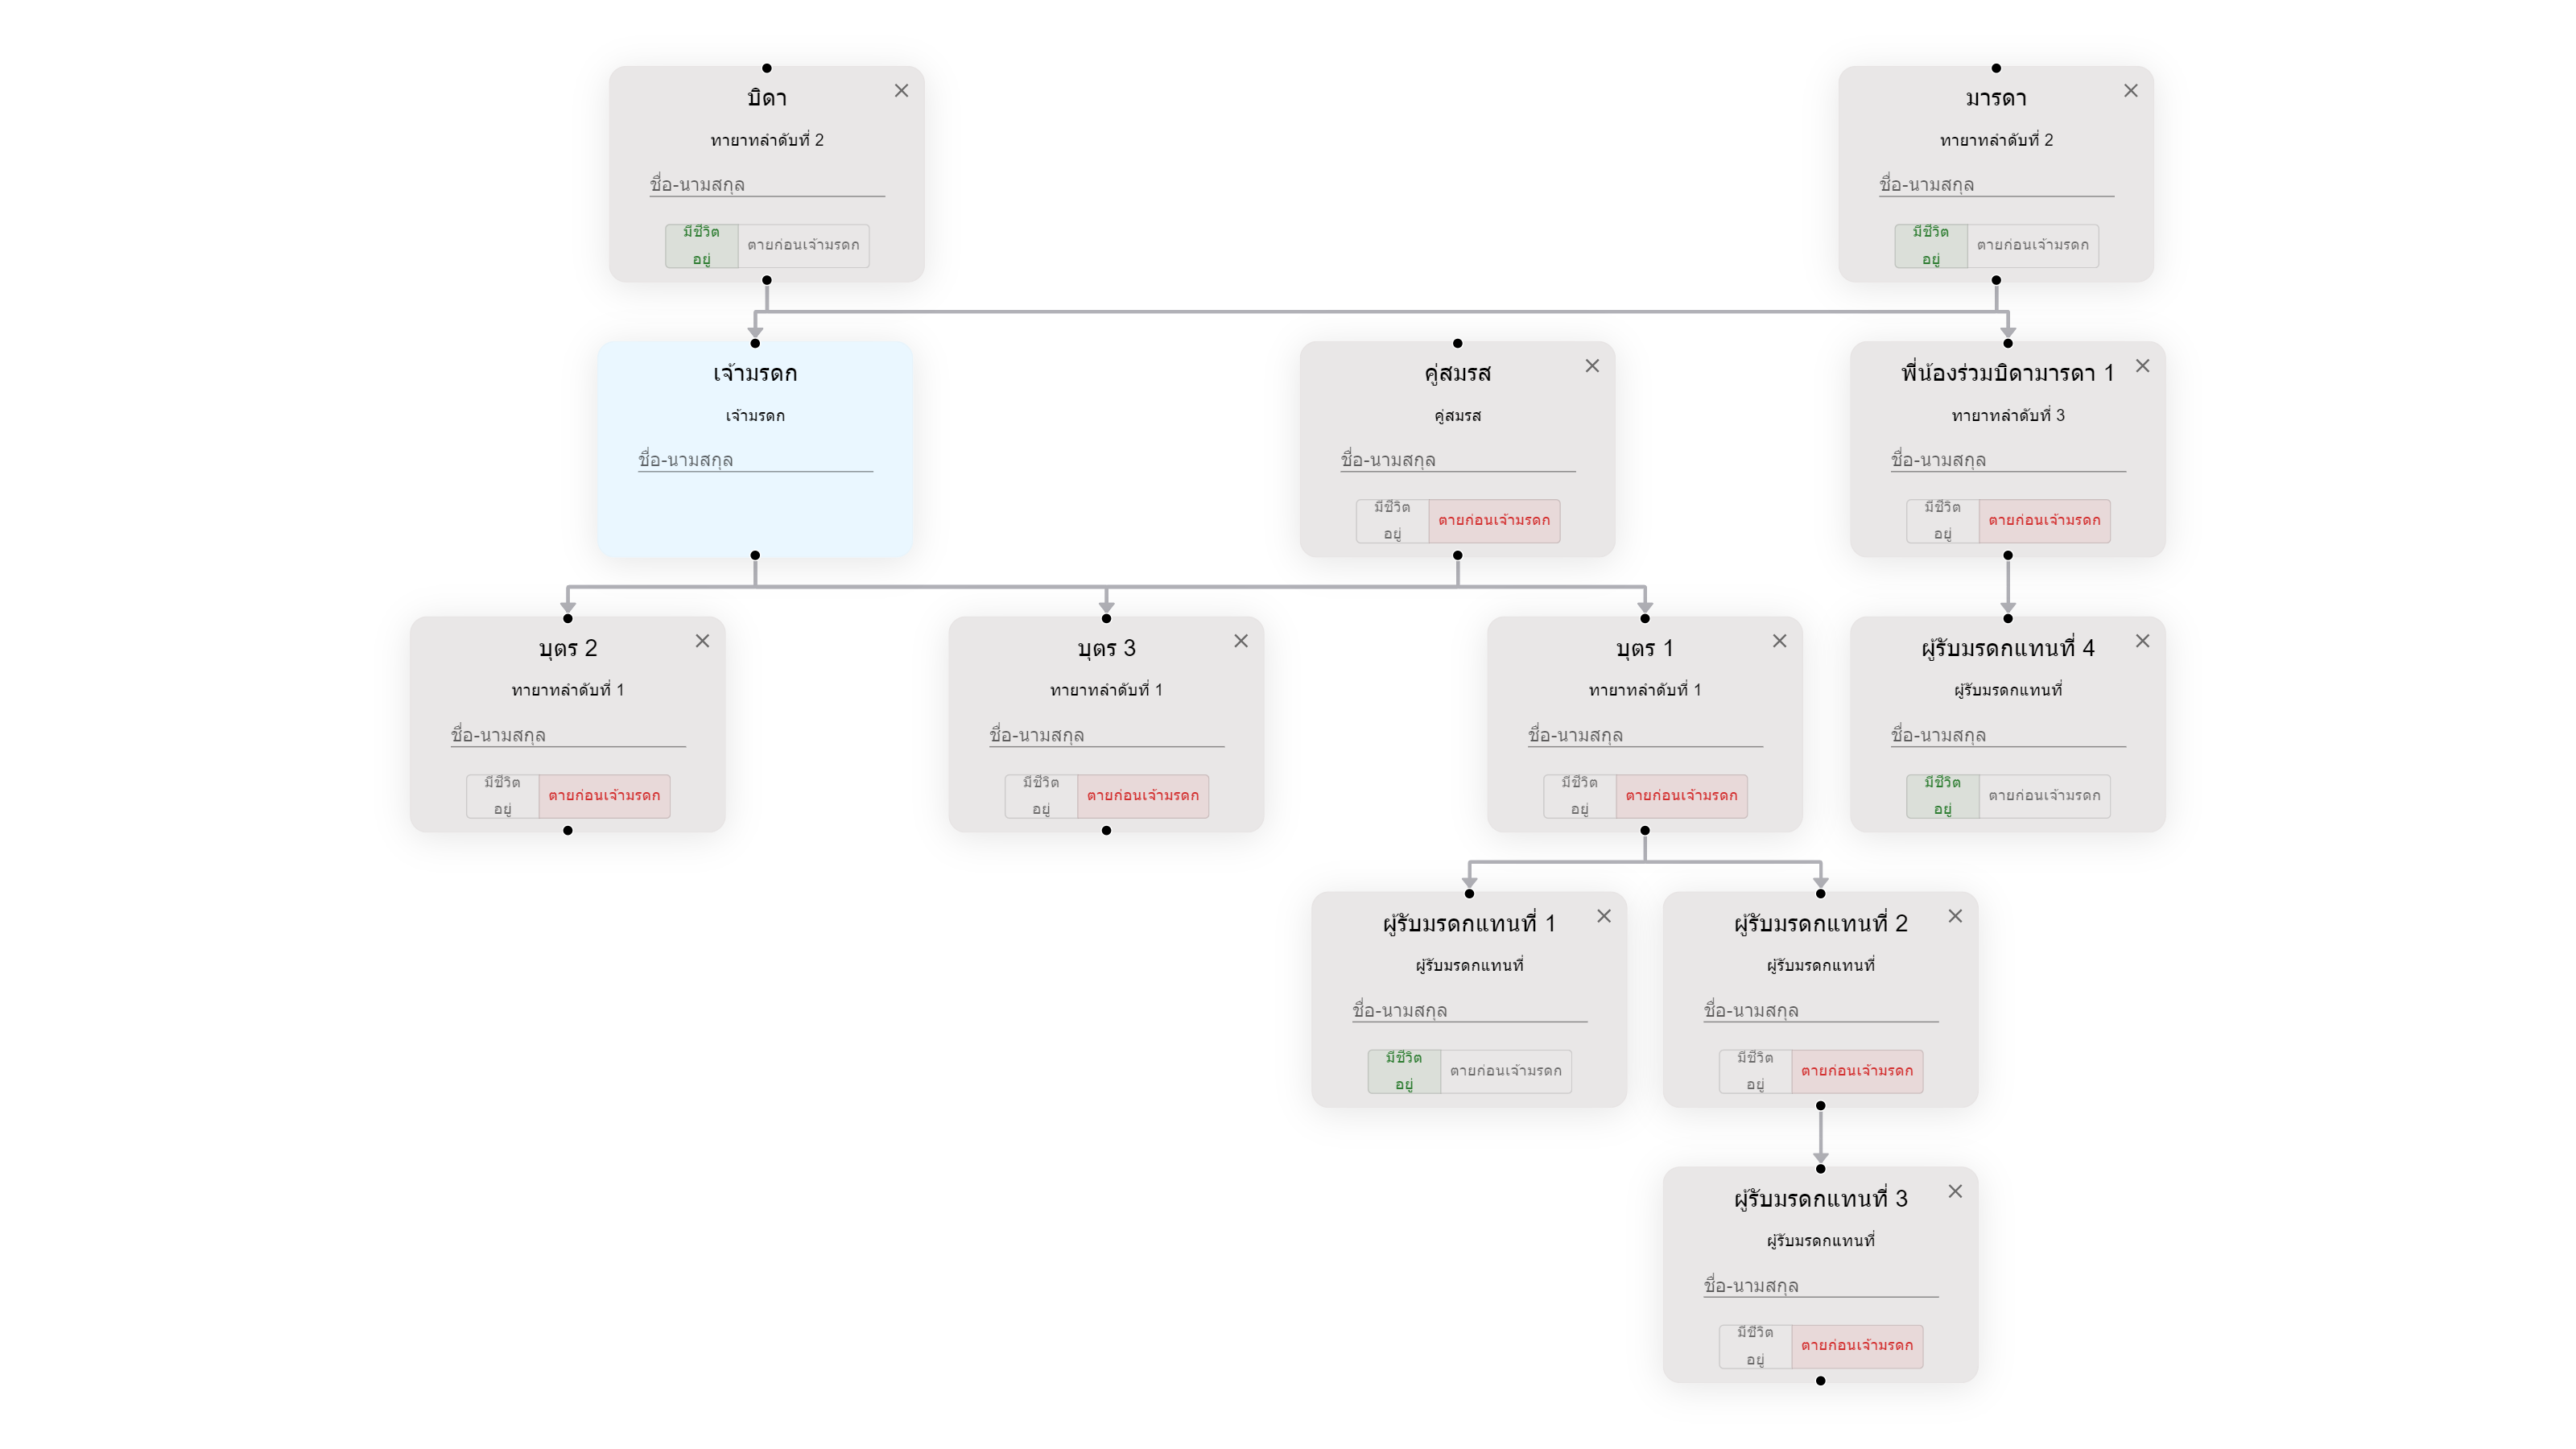 บิดา
ทายาทลำดับที่ 2
ชื่อ-นามสกุล
มีชีวิต
อยู่
ตายก่อนเจ้ามรดก
มารดา
ทายาทลำดับที่ 2
ชื่อ-นามสกุล
มีชีวิต
อยู่
ตายก่อนเจ้ามรดก
เจ้ามรดก
เจ้ามรดก
ชื่อ-นามสกุล
คู่สมรส
คู่สมรส
ชื่อ-นามสกุล
มีชีวิต
อยู่
ตายก่อนเจ้ามรดก
พี่น้องร่วมบิดามารดา 1
ทายาทลำดับที่ 3
ชื่อ-นามสกุล
มีชีวิต
อยู่
ตายก่อนเจ้ามรดก
บุตร 2
ทายาทลำดับที่ 1
ชื่อ-นามสกุล
มีชีวิต
อยู่
ตายก่อนเจ้ามรดก
บุตร 3
ทายาทลำดับที่ 1
ชื่อ-นามสกุล
มีชีวิต
อยู่
ตายก่อนเจ้ามรดก
บุตร 1
ทายาทลำดับที่ 1
ชื่อ-นามสกุล
มีชีวิต
อยู่
ตายก่อนเจ้ามรดก
ผู้รับมรดกแทนที่ 4
ผู้รับมรดกแทนที่
ชื่อ-นามสกุล
มีชีวิต
อยู่
ตายก่อนเจ้ามรดก
ผู้รับมรดกแทนที่ 1
ผู้รับมรดกแทนที่
ชื่อ-นามสกุล
มีชีวิต
อยู่
ตายก่อนเจ้ามรดก
ผู้รับมรดกแทนที่ 2
ผู้รับมรดกแทนที่
ชื่อ-นามสกุล
มีชีวิต
อยู่
ตายก่อนเจ้ามรดก
ผู้รับมรดกแทนที่ 3
ผู้รับมรดกแทนที่
ชื่อ-นามสกุล
มีชีวิต
อยู่
ตายก่อนเจ้ามรดก